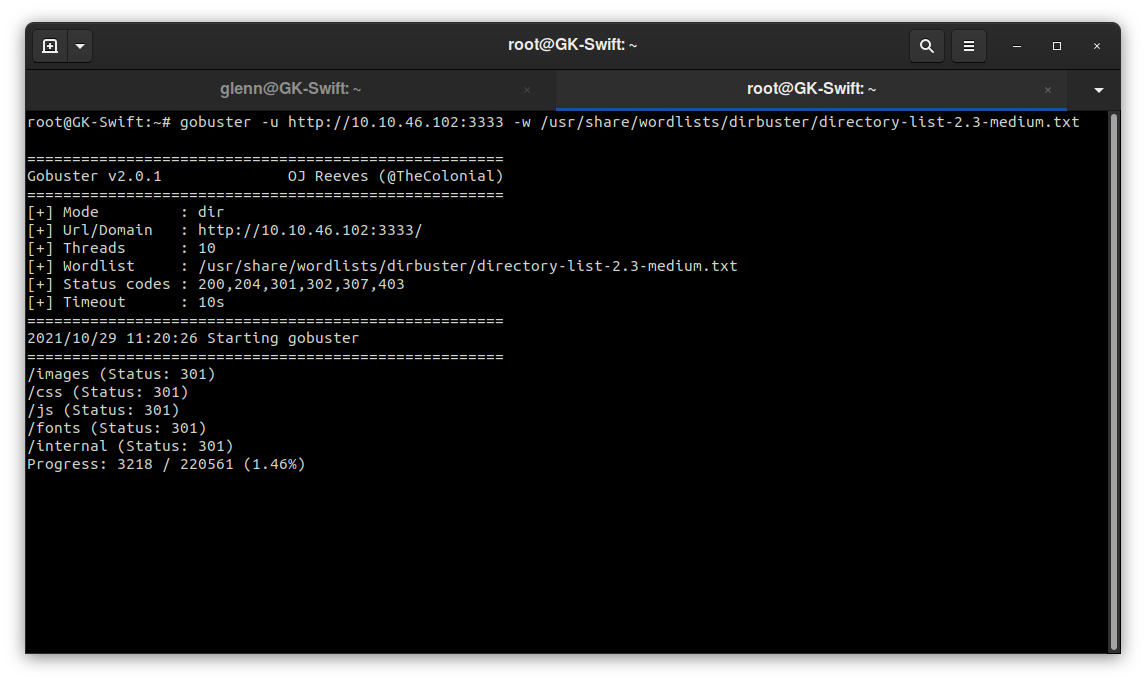 root@GK-Swift: ~
glenn@GK-Swift: ~
root@GK-Swift: ~
root@GK-Swift:~# gobuster -u http://10.10.46.102:3333 -w /usr/share/wordlists/dirbuster/directory-list-2.3-medium.txt
=====================================================
Gobuster v2.0.1              OJ Reeves (@TheColonial)
=====================================================
[+] Mode         : dir
[+] Url/Domain   : http://10.10.46.102:3333/
[+] Threads      : 10
[+] Wordlist     : /usr/share/wordlists/dirbuster/directory-list-2.3-medium.txt
[+] Status codes : 200,204,301,302,307,403
[+] Timeout      : 10s
=====================================================
2021/10/29 11:20:26 Starting gobuster
=====================================================
/images (Status: 301)
/css (Status: 301)
/js (Status: 301)
/fonts (Status: 301)
/internal (Status: 301)
Progress: 3218 / 220561 (1.46%)